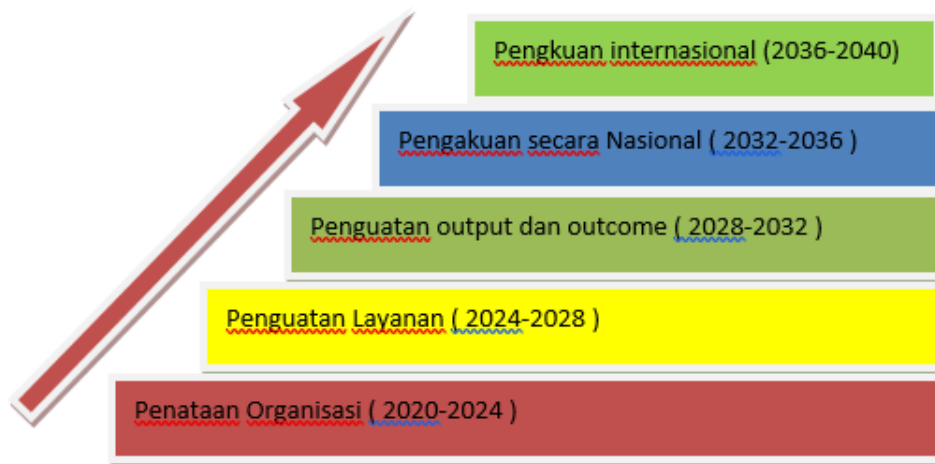 Pengkuan internasional (2036-2040)
Pengakuan secara Nasional ( 2032-2036 )
Penguatan output dan outcome ( 2028-2032 )
Penguatan Layanan ( 2024-2028 )
Penataan Organisasi ( 2020-2024 )